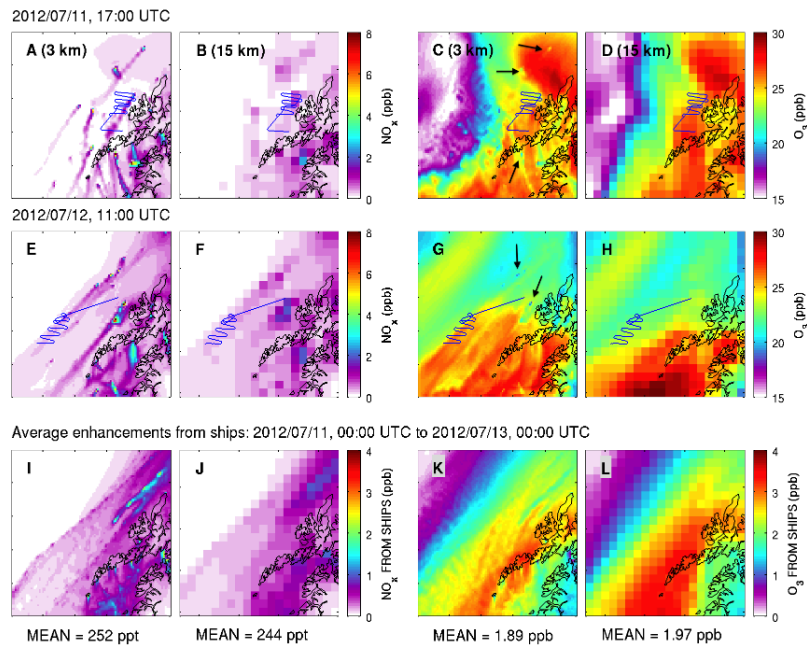 2012/07/11, 17:00 UTC
A (3 km) B (15 km) 8 6 4 2 0 NOx (ppb) C (3 km) D (15 km) 30 25 20 15 O3 (ppb)
2012/07/12, 11:00 UTC
E F 8 6 4 2 0 NOx (ppb) G H 30 25 20 15 O3 (ppb)
Average enhancements from ships: 2012/07/11, 00:00 UTC to 2012/07/13, 00:00 UTC
I J 4 3 2 1 0 NOx FROM SHIPS (ppb) K L 4 3 2 1 0 O3 FROM SHIPS (ppb)
MEAN = 252 ppt MEAN = 244 ppt MEAN = 1.89 ppb MEAN = 1.97 ppb